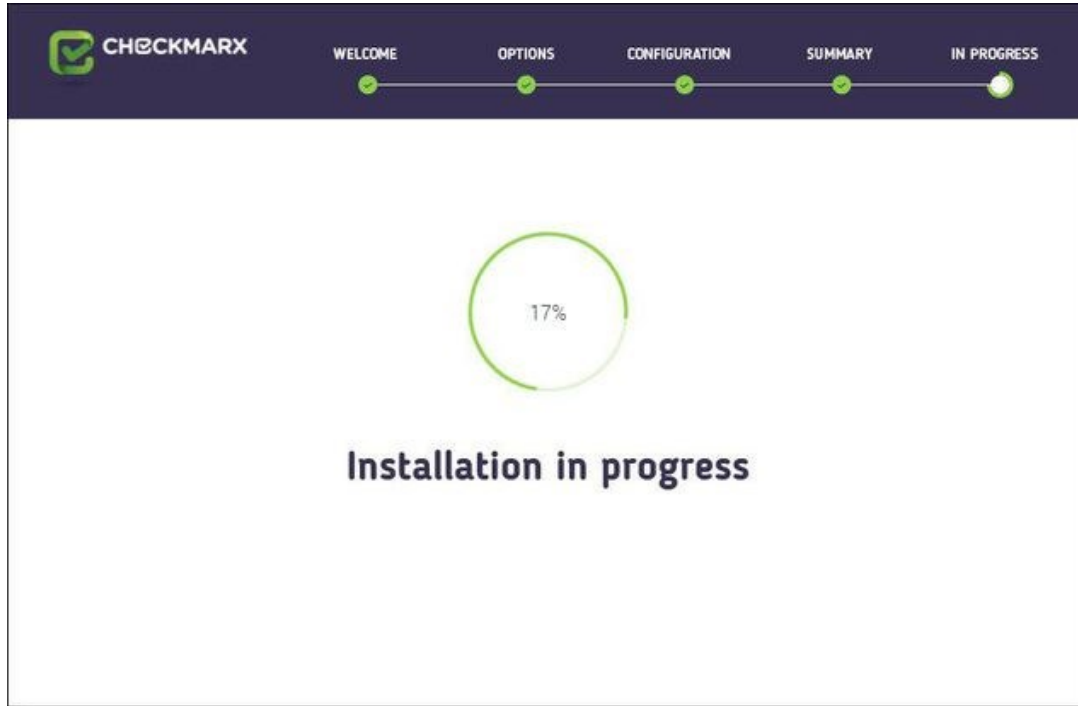 CHECKMARX
WELCOME
OPTIONS
CONFIGURATION
SUMMARY
IN PROGRESS
17%
Installation in progress